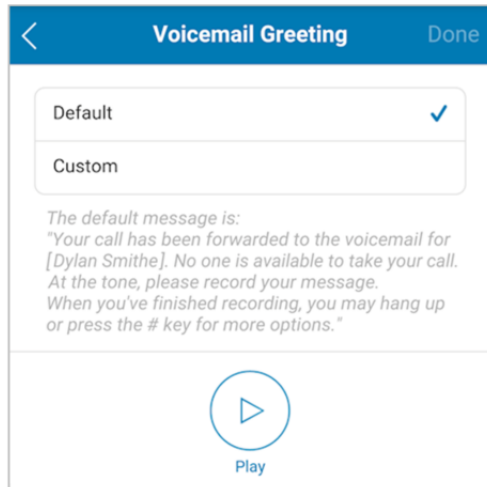 Voicemail Greeting Done
Default
Custom
The default message is:
"Your call has been forwarded to the voicemail for
[Dylan Smithe]. No one is available to take your call.
At the tone, please record your message.
When you've finished recording, you may hang up
or press the # key for more options."
Play